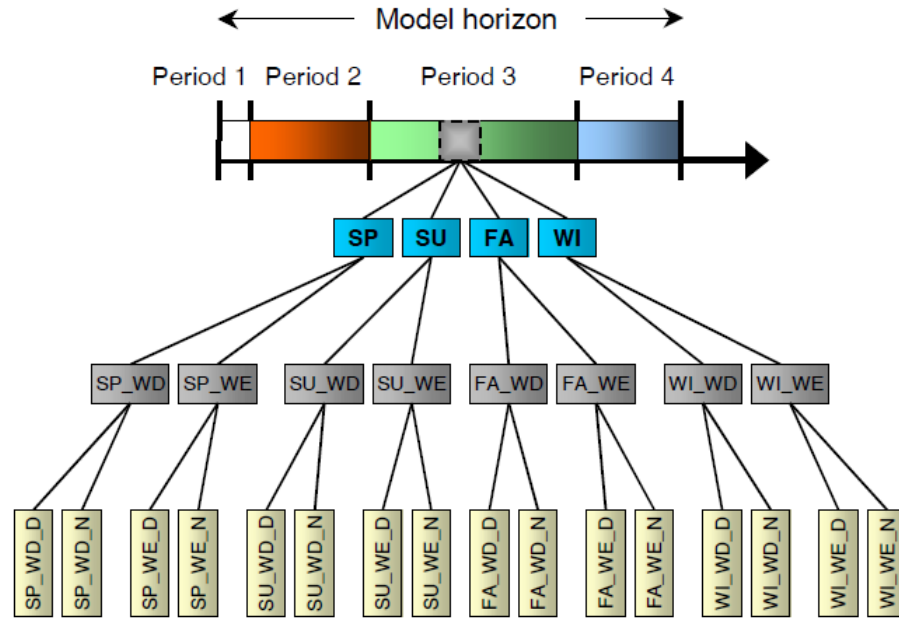 Model horizon
Period 1 Period 2 Period 3 Period 4
SP SU FA WI
SP_WD SP_WE SU_WD SU_WE FA_WD FA_WE WI_WD WI_WE
SP_WD_D
SP_WD_N
SP_WE_D
SP_WE_N
SU_WD_D
SU_WD_N
SU_WE_D
SU_WE_N
FA_WD_D
FA_WD_N
FA_WE_D
FA_WE_N
WI_WD_D
WI_WD_N
WI_WE_D
WI_WE_N